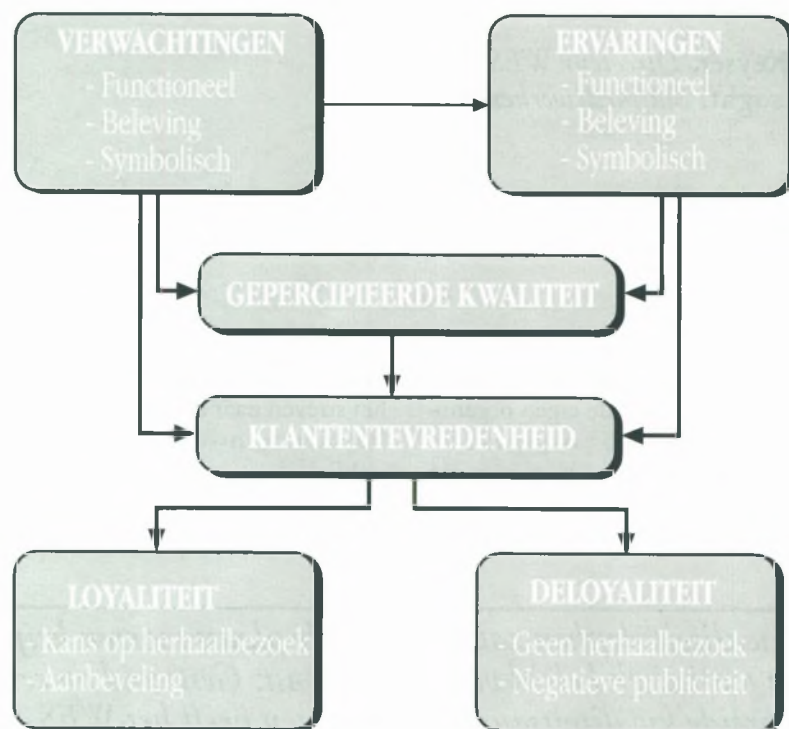 VERWACHTINGEN
- Functioneel
- Beleving
- Symbolisch
ERVARINGEN
- Functioneel
- Beleving
- Symbolisch
GEPERCIPIEERDE KWALITEIT
KLANTENTEVREDENHEID
LOYALITEIT
- Kans op herhaalbezoek
- Aanbeveling
DELOYALITEIT
- Geen herhaalbezoek
- Negatieve publiciteit